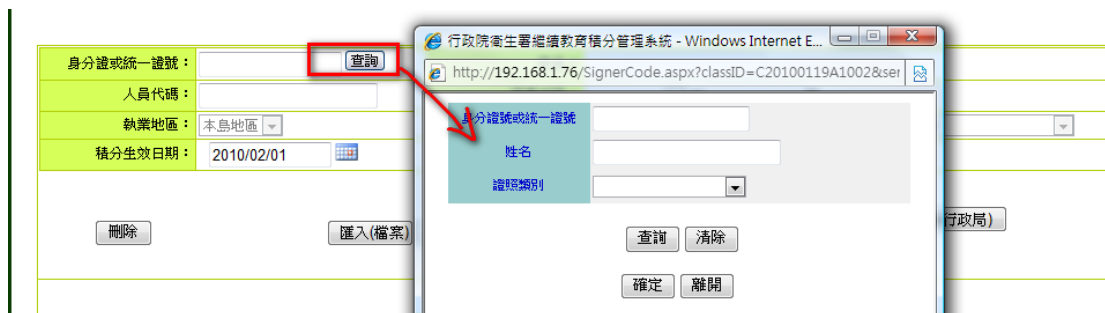 行政院衛生署繼續教育積分管理系統 - Windows Internet E...
http://192.168.1.76/SignerCode.aspx?classID=C20100119A1002&ser
身分證或統一證號：
查詢
人員代碼：
執業地區：
本島地區
積分生效日期：
2010/02/01
刪除
匯入(檔案)
行政局)
身分證號或統一證號
姓名
證照類別
查詢
清除
確定
離開